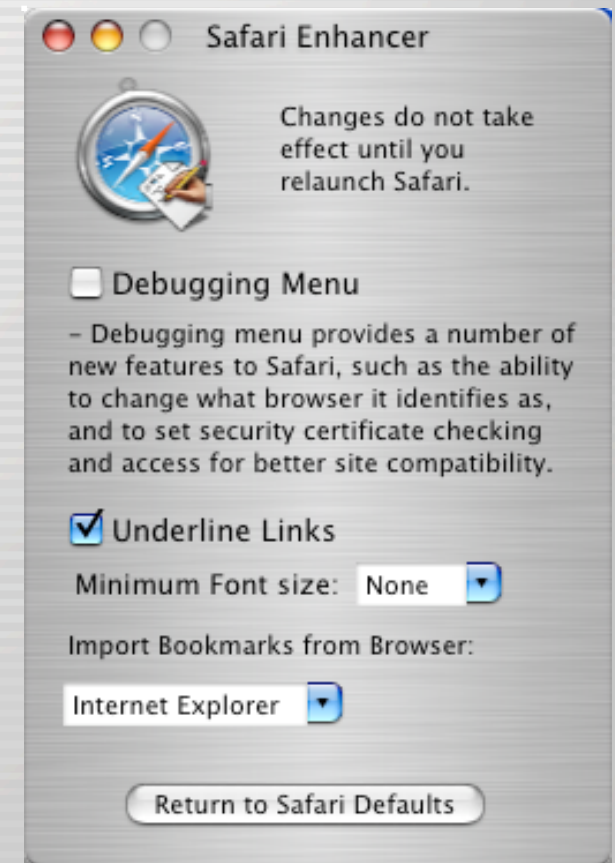 Safari Enhancer
Changes do not take
effect until you
relaunch Safari.
Debugging Menu
– Debugging menu provides a number of
new features to Safari, such as the ability
to change what browser it identifies as,
and to set security certificate checking
and access for better site compatibility.
Underline Links
Minimum Font size: None
Import Bookmarks from Browser:
Internet Explorer
Return to Safari Defaults